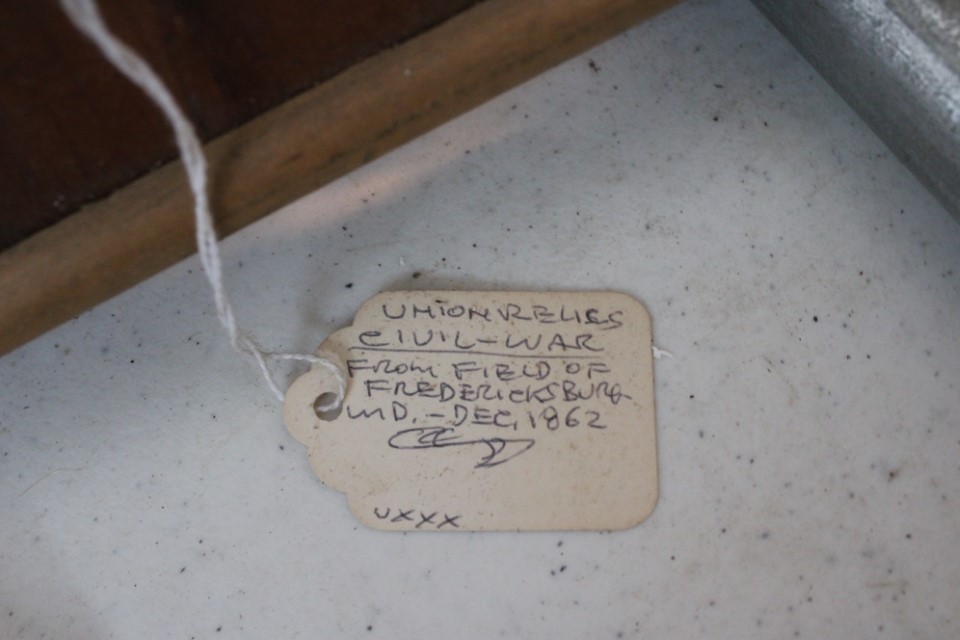 UNION RELICS
CIVIL-WAR
FROM FIELD OF
FREDERICKSBURG
MD. - DEC, 1862
UXXX